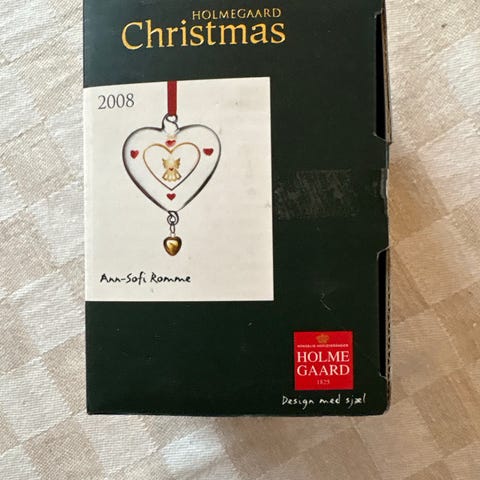 HOLMEGAARD
Christmas
2008
Ann-Sofi Romme
HOLME
GAARD
1825
Design med sjæl